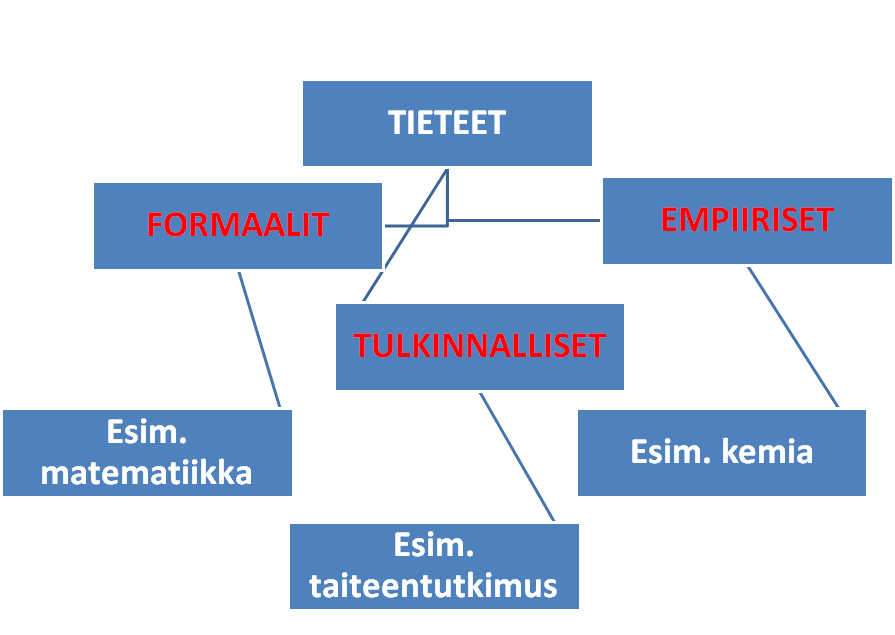 TIETEET
FORMAALIT
EMPIIRISET
TULKINNALLISET
Esim.
matematiikka
Esim. kemia
Esim.
taiteentutkimus